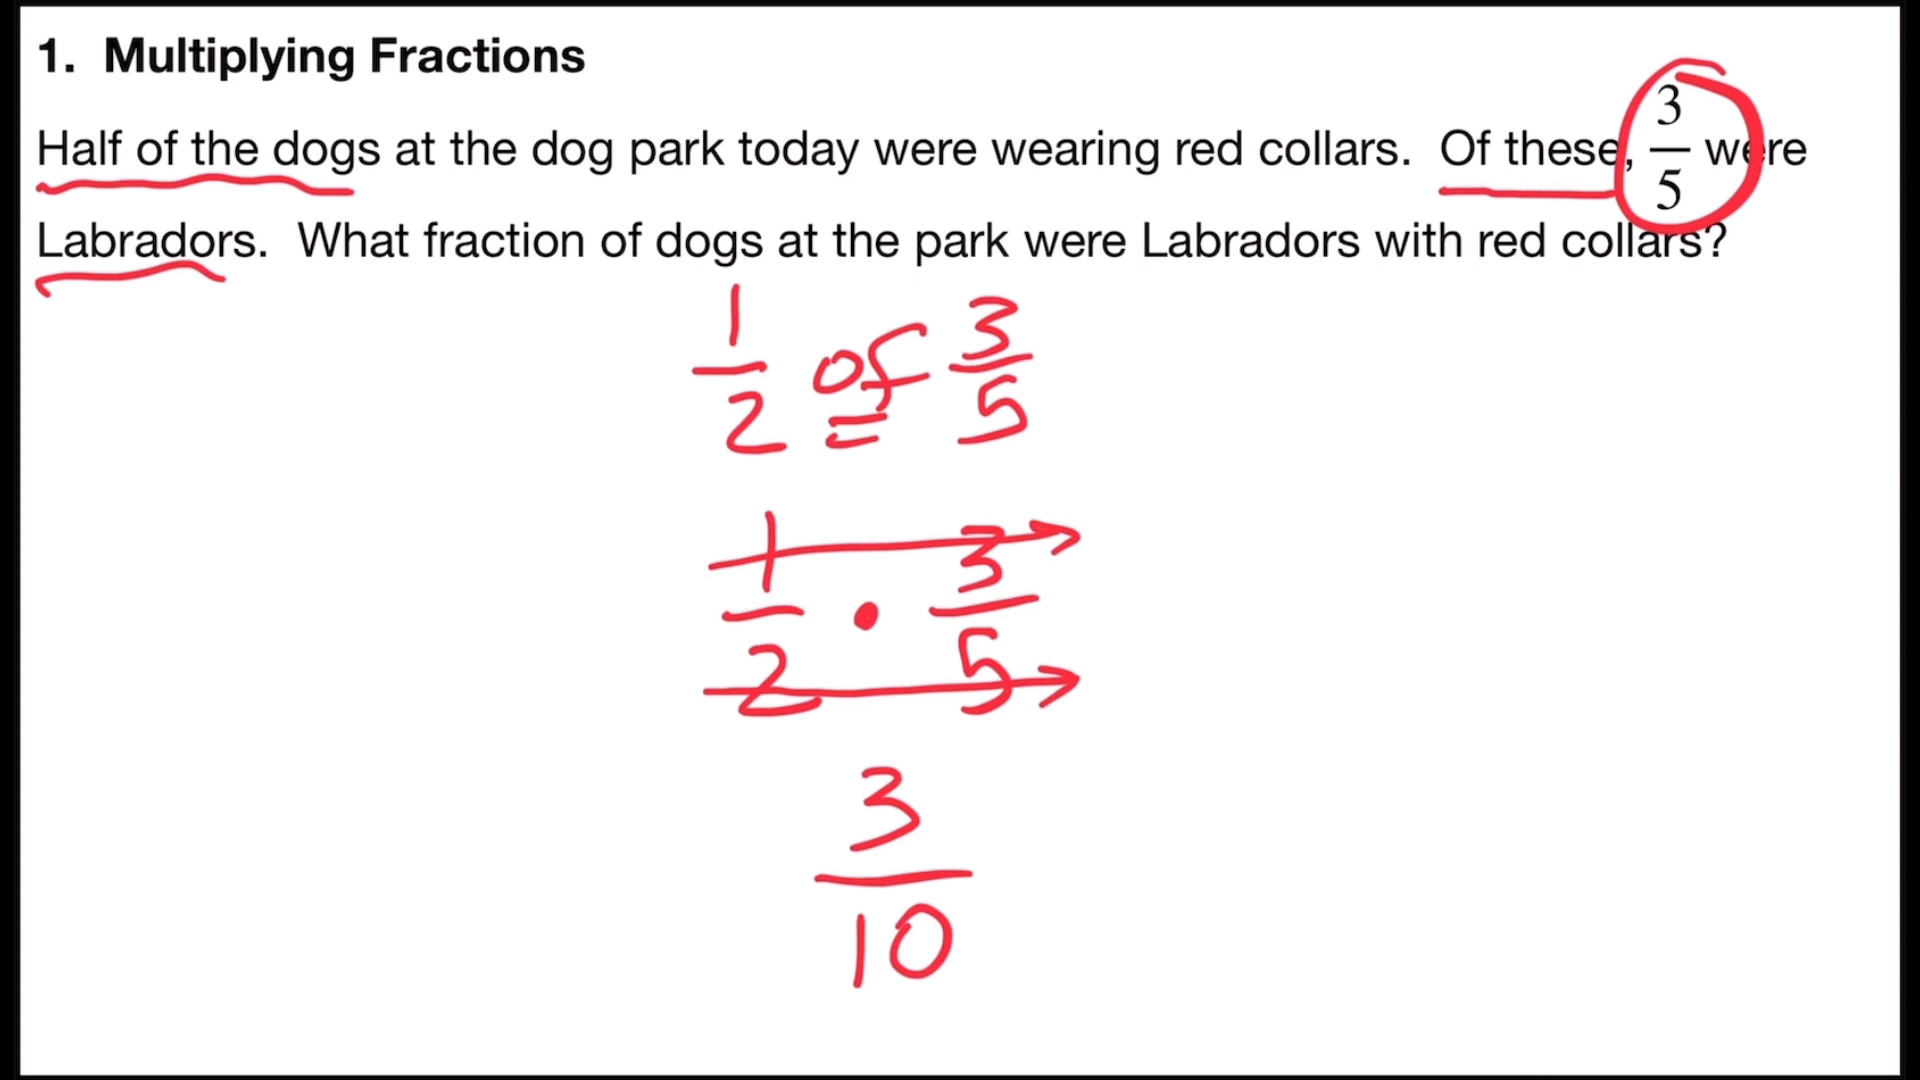 1. Multiplying Fractions
Half of the dogs at the dog park today were wearing red collars. Of these, 3/5 were
Labradors. What fraction of dogs at the park were Labradors with red collars?
1/2 of 3/5
1/2 · 3/5
3/10